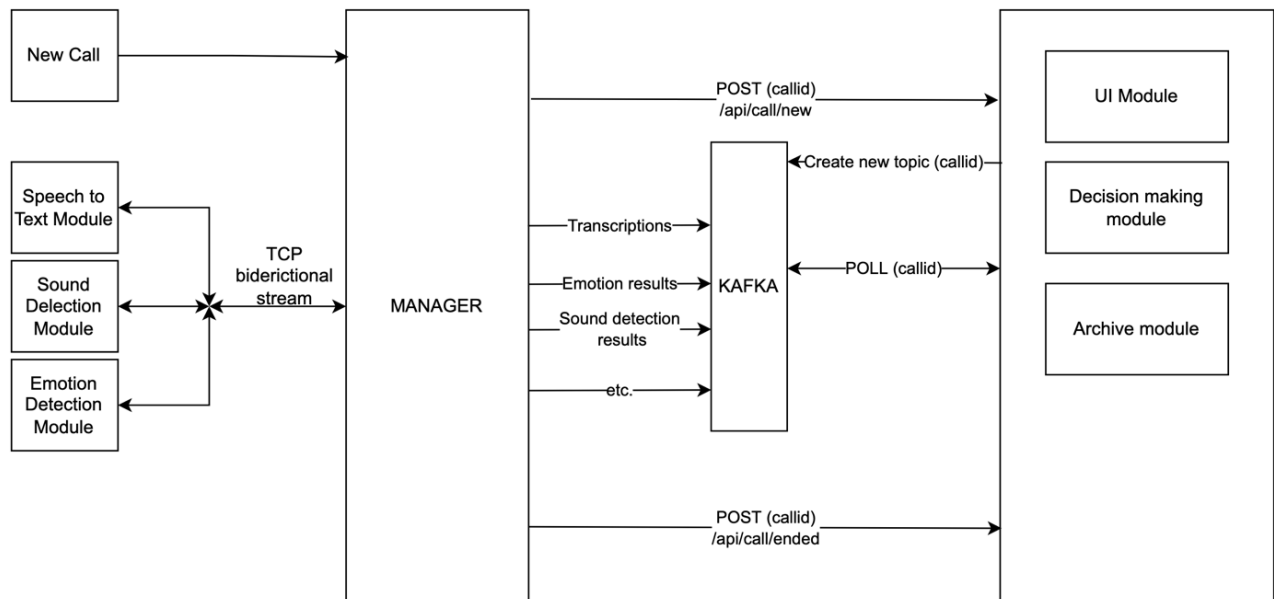 New Call
POST (callid)
/api/call/new
UI Module
Create new topic (callid)
Speech to
Text Module
Decision making
module
Transcriptions
TCP
biderictional
stream
POLL (callid)
Sound
Delection
Module
MANAGER
Emotion results
KAFKA
Sound detection
results
Archive module
etc.
Emotion
Detection
Module
POST (callid)
/api/call/ended